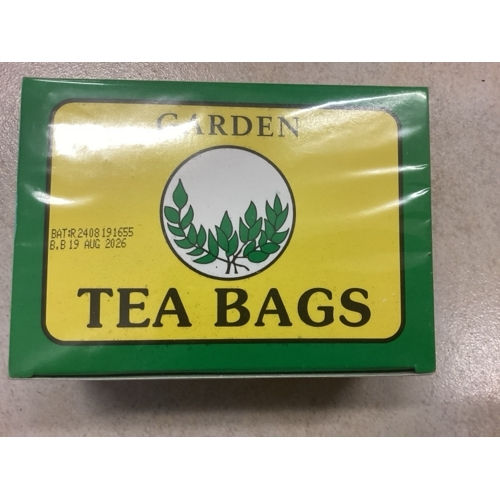 GARDEN
BAT:R2408191655
B.B 19 AUG 2026
TEA BAGS